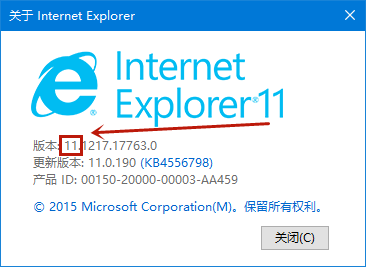 关于 Internet Explorer
Internet
Explorer®11
版本: 11.1217.17763.0
更新版本: 11.0.190 (KB4556798)
产品 ID: 00150-20000-00003-AA459
© 2015 Microsoft Corporation(M)。保留所有权利。
关闭(C)